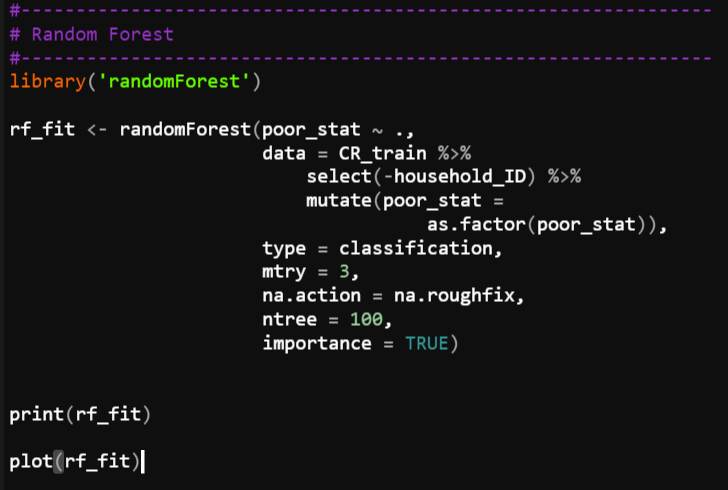 #---------------------------------------------------------------
# Random Forest
#---------------------------------------------------------------
library('randomForest')
rf_fit <- randomForest(poor_stat ~ .,
data = CR_train %>%
select(-household_ID) %>%
mutate(poor_stat =
as.factor(poor_stat)),
type = classification,
mtry = 3,
na.action = na.roughfix,
ntree = 100,
importance = TRUE)
print(rf_fit)
plot(rf_fit)